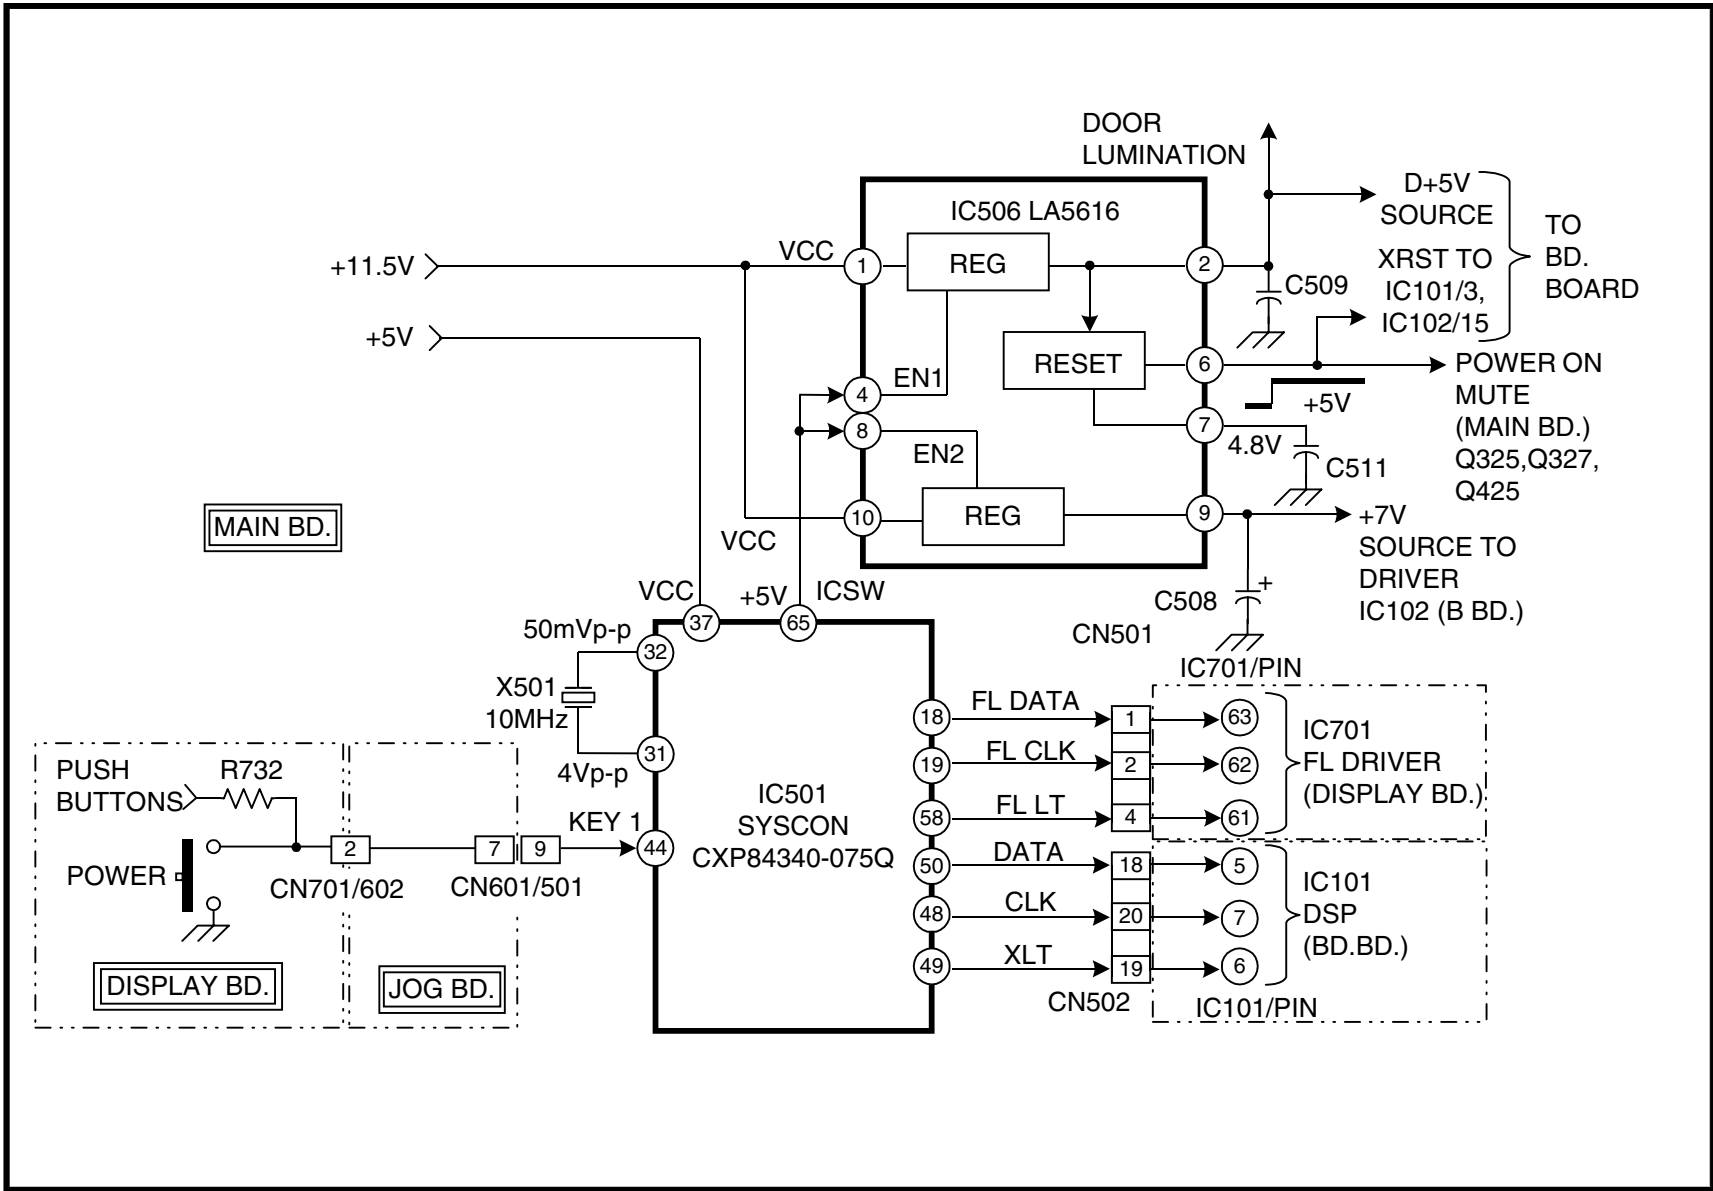 DOOR
LUMINATION
D+5V
SOURCE
XRST TO
IC101/3,
IC102/15
TO
BD.
BOARD
IC506 LA5616
+11.5V
VCC
1
REG
2
C509
+5V
RESET
6
POWER ON
MUTE
(MAIN BD.)
Q325,Q327,
Q425
+5V
4
EN1
8
EN2
7
4.8V
C511
MAIN BD.
10
VCC
REG
9
+7V
SOURCE TO
DRIVER
IC102 (B BD.)
C508
+
VCC
+5V
ICSW
37
65
50mVp-p
32
X501
10MHz
31
4Vp-p
CN501
IC701/PIN
18
FL DATA
1
63
19
FL CLK
2
62
58
FL LT
4
61
IC701
FL DRIVER
(DISPLAY BD.)
PUSH
BUTTONS
R732
POWER
2
CN701/602
7
9
CN601/501
KEY 1
44
IC501
SYSCON
CXP84340-075Q
50
DATA
18
5
48
CLK
20
7
49
XLT
19
6
IC101
DSP
(BD.BD.)
CN502
IC101/PIN
DISPLAY BD.
JOG BD.